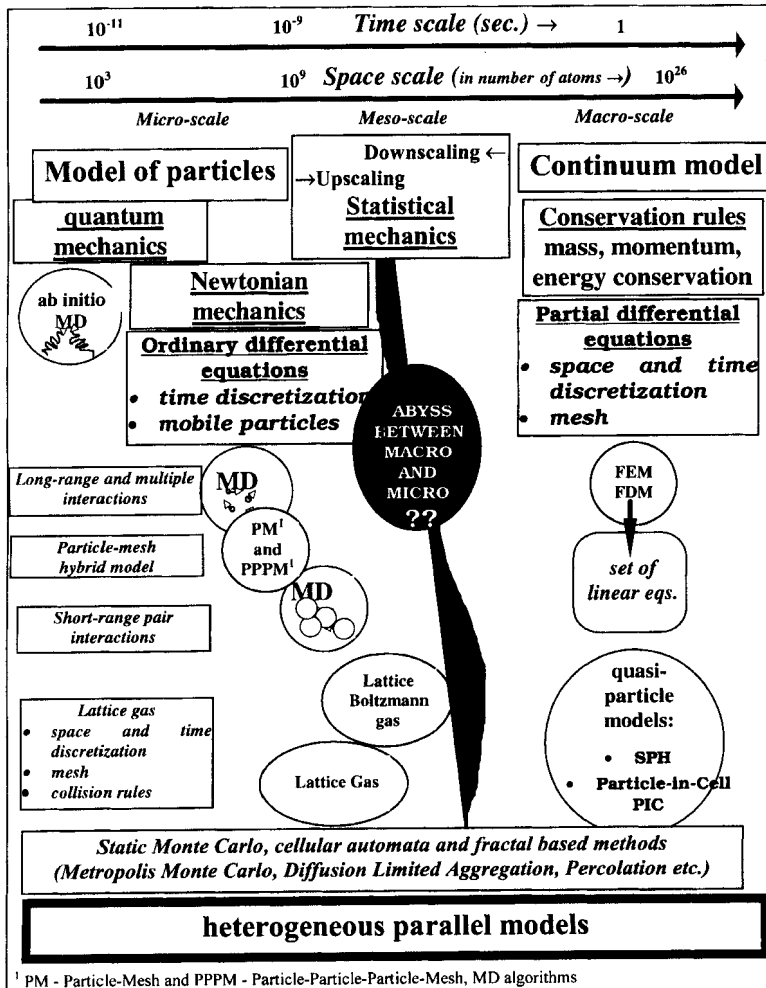 10-11 10-9 Time scale (sec.) → 1
10³ 10⁹ Space scale (in number of atoms →) 10²⁶
Micro-scale Meso-scale Macro-scale
Model of particles
Downscaling ←
→Upscaling
Statistical
mechanics
Continuum model
quantum
mechanics
Conservation rules
mass, momentum,
energy conservation
ab initio
MD
Newtonian
mechanics
Partial differential
equations
• space and time
discretization
• mesh
Ordinary differential
equations
• time discretization
• mobile particles
ABYSS
BETWEEN
MACRO
AND
MICRO
??
Long-range and multiple
interactions
MD
FEM
FDM
Particle-mesh
hybrid model
PM¹
and
PPPM¹
set of
linear eqs.
Short-range pair
interactions
MD
Lattice
Boltzmann
gas
quasi-
particle
models:
• SPH
• Particle-in-Cell
PIC
Lattice gas
• space and time
discretization
• mesh
• collision rules
Lattice Gas
Static Monte Carlo, cellular automata and fractal based methods
(Metropolis Monte Carlo, Diffusion Limited Aggregation, Percolation etc.)
heterogeneous parallel models
¹ PM - Particle-Mesh and PPPM - Particle-Particle-Particle-Mesh, MD algorithms